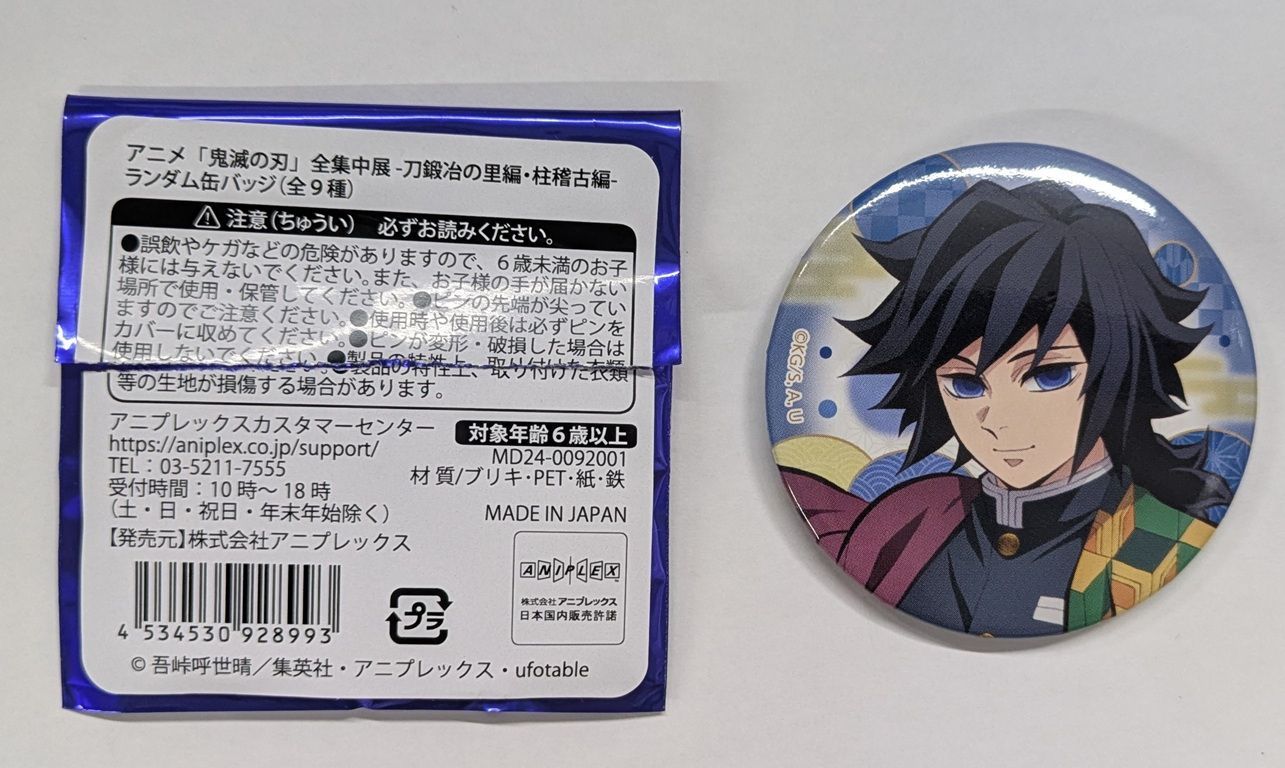 アニメ「鬼滅の刃」全集中展 -刀鍛冶の里編・柱稽古編-
ランダム缶バッジ(全９種)
注意(ちゅうい)　必ずお読みください。
●誤飲やケガなどの危険がありますので、６歳未満のお子
様には与えないでください。また、お子様の手が届かない
場所で使用・保管してください。●ピンの先端が尖ってい
ますのでご注意ください。●使用時や使用後は必ずピンを
カバーに収めてください。●ピンが変形・破損した場合は
使用しないでください。●製品の特性上、取り付けた衣類
等の生地が損傷する場合があります。
アニプレックスカスタマーセンター
https://aniplex.co.jp/support/
TEL：03-5211-7555
受付時間：10時～18時
（土・日・祝日・年末年始除く）
【発売元】株式会社アニプレックス
対象年齢６歳以上
MD24-0092001
材質/ブリキ・PET・紙・鉄
MADE IN JAPAN
ANIPLEX
株式会社アニプレックス
日本国内販売許諾
プラ
4 534530 928993
© 吾峠呼世晴／集英社・アニプレックス・ufotable
©KG/S, A, U